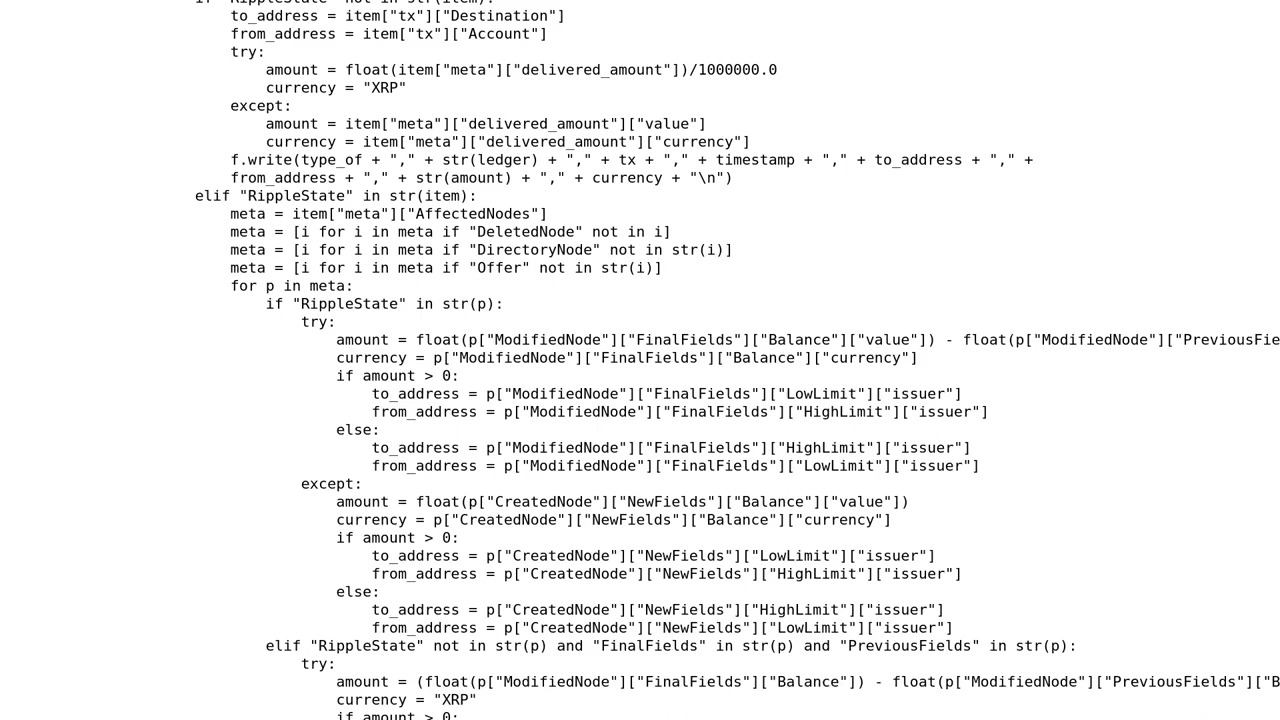 if "RippleState" not in str(item):
to_address = item["tx"]["Destination"]
from_address = item["tx"]["Account"]
try:
amount = float(item["meta"]["delivered_amount"])/1000000.0
currency = "XRP"
except:
amount = item["meta"]["delivered_amount"]["value"]
currency = item["meta"]["delivered_amount"]["currency"]
f.write(type_of + "," + str(ledger) + "," + tx + "," + timestamp + "," + to_address + "," +
from_address + "," + str(amount) + "," + currency + "\n")
elif "RippleState" in str(item):
meta = item["meta"]["AffectedNodes"]
meta = [i for i in meta if "DeletedNode" not in i]
meta = [i for i in meta if "DirectoryNode" not in str(i)]
meta = [i for i in meta if "Offer" not in str(i)]
for p in meta:
if "RippleState" in str(p):
try:
amount = float(p["ModifiedNode"]["FinalFields"]["Balance"]["value"]) - float(p["ModifiedNode"]["PreviousFie
currency = p["ModifiedNode"]["FinalFields"]["Balance"]["currency"]
if amount > 0:
to_address = p["ModifiedNode"]["FinalFields"]["LowLimit"]["issuer"]
from_address = p["ModifiedNode"]["FinalFields"]["HighLimit"]["issuer"]
else:
to_address = p["ModifiedNode"]["FinalFields"]["HighLimit"]["issuer"]
from_address = p["ModifiedNode"]["FinalFields"]["LowLimit"]["issuer"]
except:
amount = float(p["CreatedNode"]["NewFields"]["Balance"]["value"])
currency = p["CreatedNode"]["NewFields"]["Balance"]["currency"]
if amount > 0:
to_address = p["CreatedNode"]["NewFields"]["LowLimit"]["issuer"]
from_address = p["CreatedNode"]["NewFields"]["HighLimit"]["issuer"]
else:
to_address = p["CreatedNode"]["NewFields"]["HighLimit"]["issuer"]
from_address = p["CreatedNode"]["NewFields"]["LowLimit"]["issuer"]
elif "RippleState" not in str(p) and "FinalFields" in str(p) and "PreviousFields" in str(p):
try:
amount = (float(p["ModifiedNode"]["FinalFields"]["Balance"]) - float(p["ModifiedNode"]["PreviousFields"]["B
currency = "XRP"
if amount > 0: